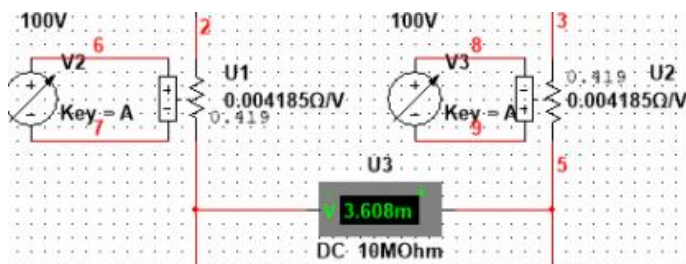 100V
2
100V
3
6
8
V2
U1
V3
U2
0.419
0.004185Ω/V
0.004185Ω/V
Key = A
0.419
Key = A
7
9
U3
5
V 3.608m
DC 10MOhm